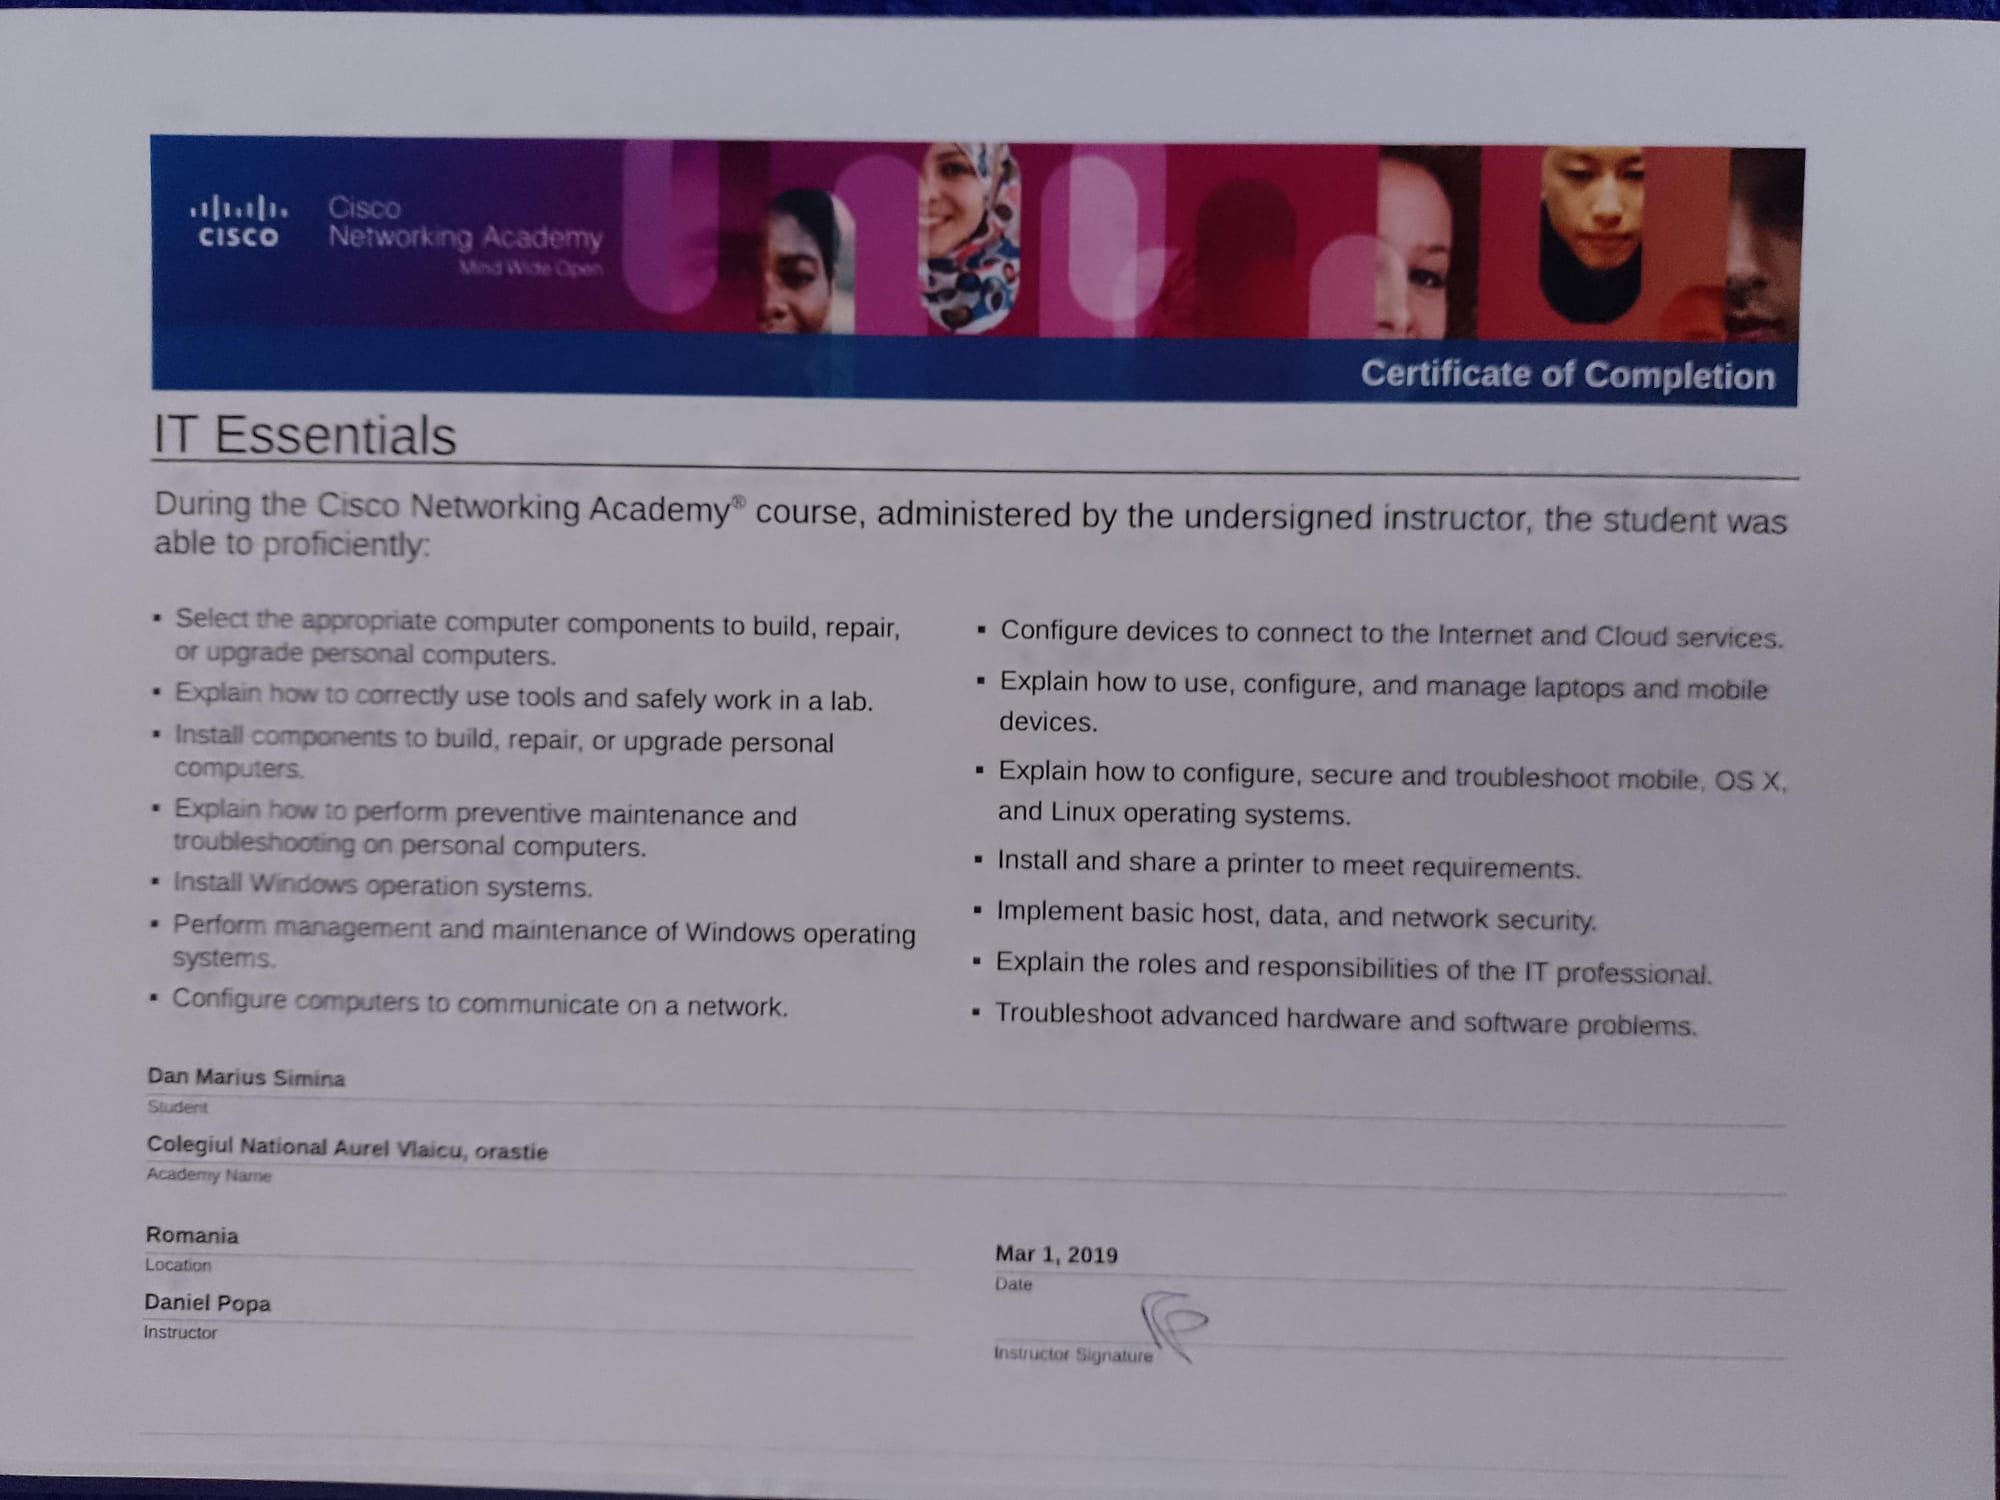 CISCO
Cisco
Networking Academy
Mind Wide Open
Certificate of Completion
IT Essentials
During the Cisco Networking Academy® course, administered by the undersigned instructor, the student was
able to proficiently:
▪ Select the appropriate computer components to build, repair,
or upgrade personal computers.
▪ Explain how to correctly use tools and safely work in a lab.
▪ Install components to build, repair, or upgrade personal
computers.
▪ Explain how to perform preventive maintenance and
troubleshooting on personal computers.
▪ Install Windows operation systems.
▪ Perform management and maintenance of Windows operating
systems.
▪ Configure computers to communicate on a network.
▪ Configure devices to connect to the Internet and Cloud services.
▪ Explain how to use, configure, and manage laptops and mobile
devices.
▪ Explain how to configure, secure and troubleshoot mobile, OS X,
and Linux operating systems.
▪ Install and share a printer to meet requirements.
▪ Implement basic host, data, and network security.
▪ Explain the roles and responsibilities of the IT professional.
▪ Troubleshoot advanced hardware and software problems.
Dan Marius Simina
Student
Colegiul National Aurel Vlaicu, orastie
Academy Name
Romania
Location
Mar 1, 2019
Date
Daniel Popa
Instructor
Instructor Signature